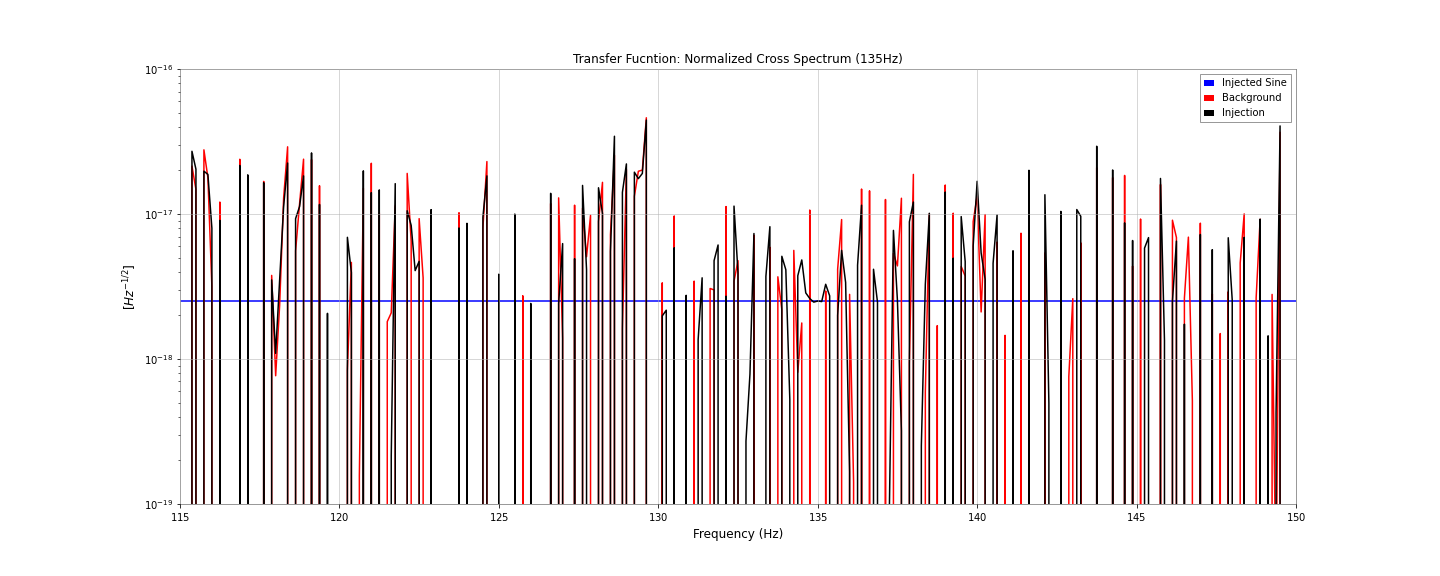 Transfer Fucntion: Normalized Cross Spectrum (135Hz)
Injected Sine
Background
Injection
10⁻¹⁶
10⁻¹⁷
10⁻¹⁸
10⁻¹⁹
[Hz⁻¹/²]
115 120 125 130 135 140 145 150
Frequency (Hz)